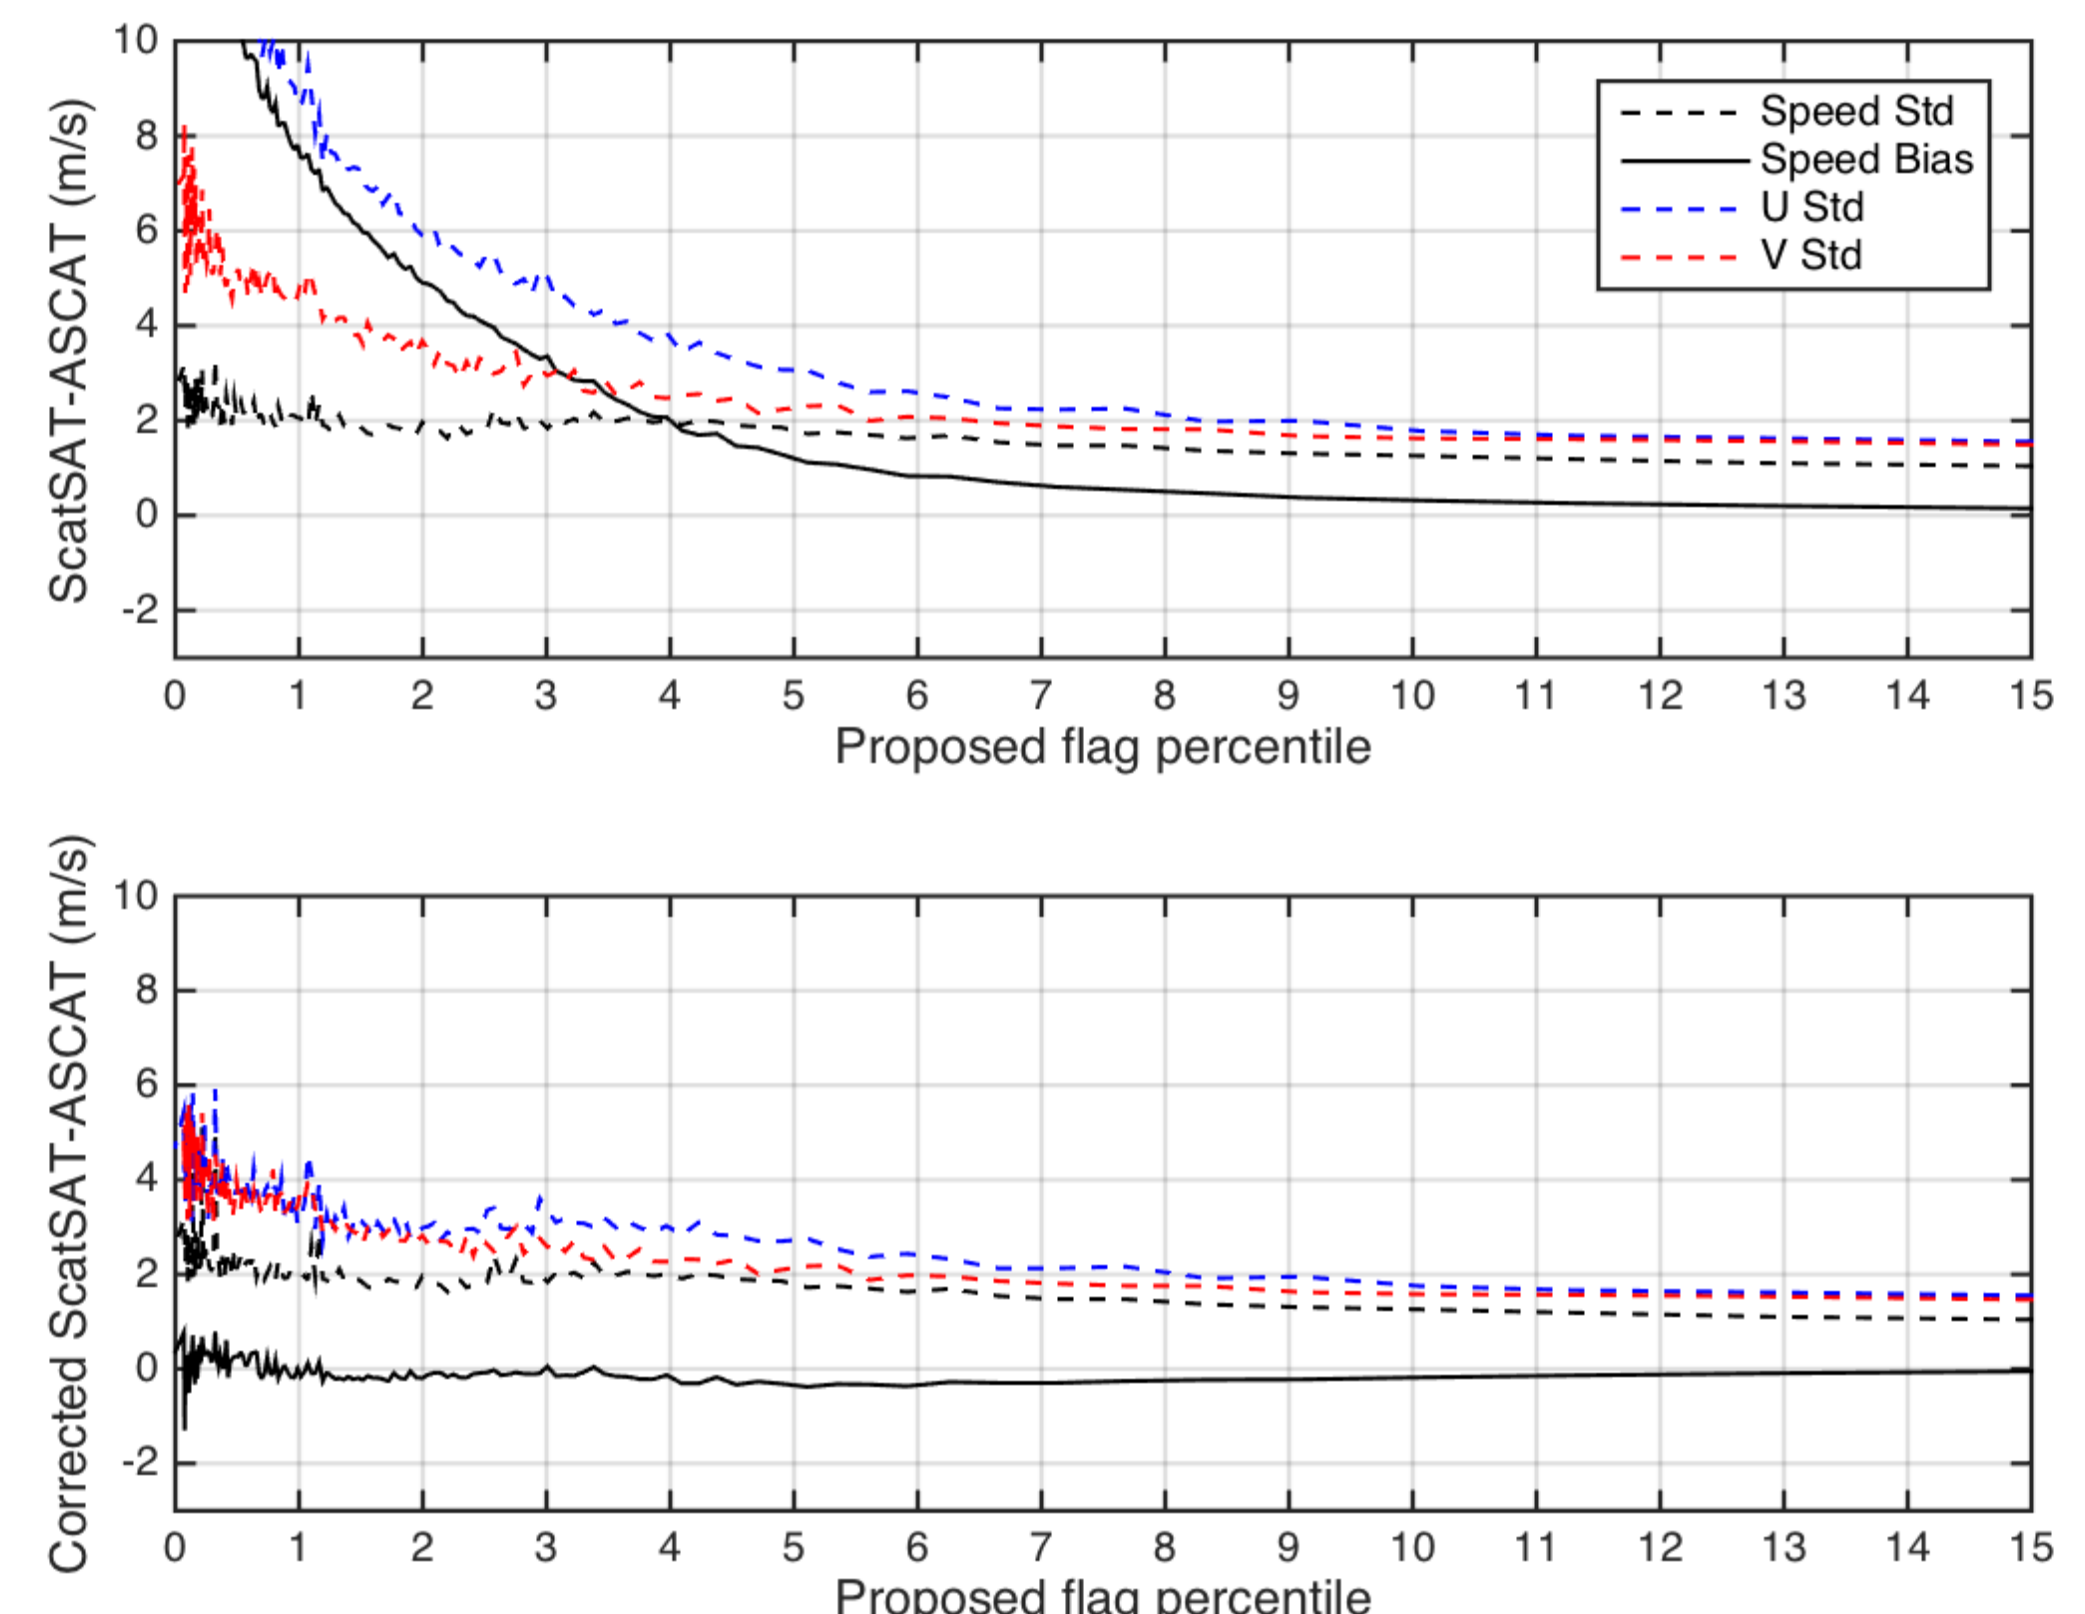 ScatSAT-ASCAT (m/s)
10
8
6
4
2
0
-2
Speed Std
Speed Bias
U Std
V Std
0 1 2 3 4 5 6 7 8 9 10 11 12 13 14 15
Proposed flag percentile
Corrected ScatSAT-ASCAT (m/s)
10
8
6
4
2
0
-2
0 1 2 3 4 5 6 7 8 9 10 11 12 13 14 15
Proposed flag percentile